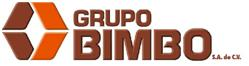 GRUPO
BIMBO
S.A. de C.V.